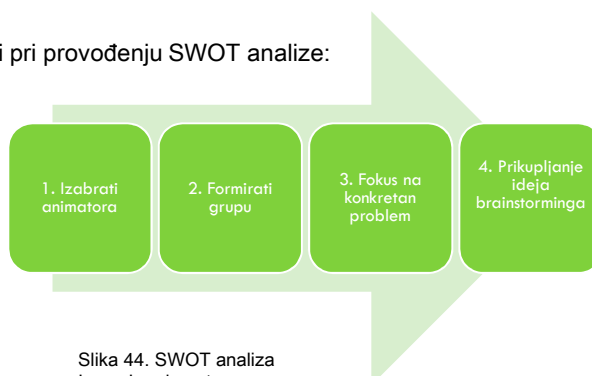 i pri provođenju SWOT analize:
1. Izabrati
animatora
2. Formirati
grupu
3. Fokus na
konkretan
problem
4. Prikupljanje
ideja
brainstorminga
Slika 44. SWOT analiza